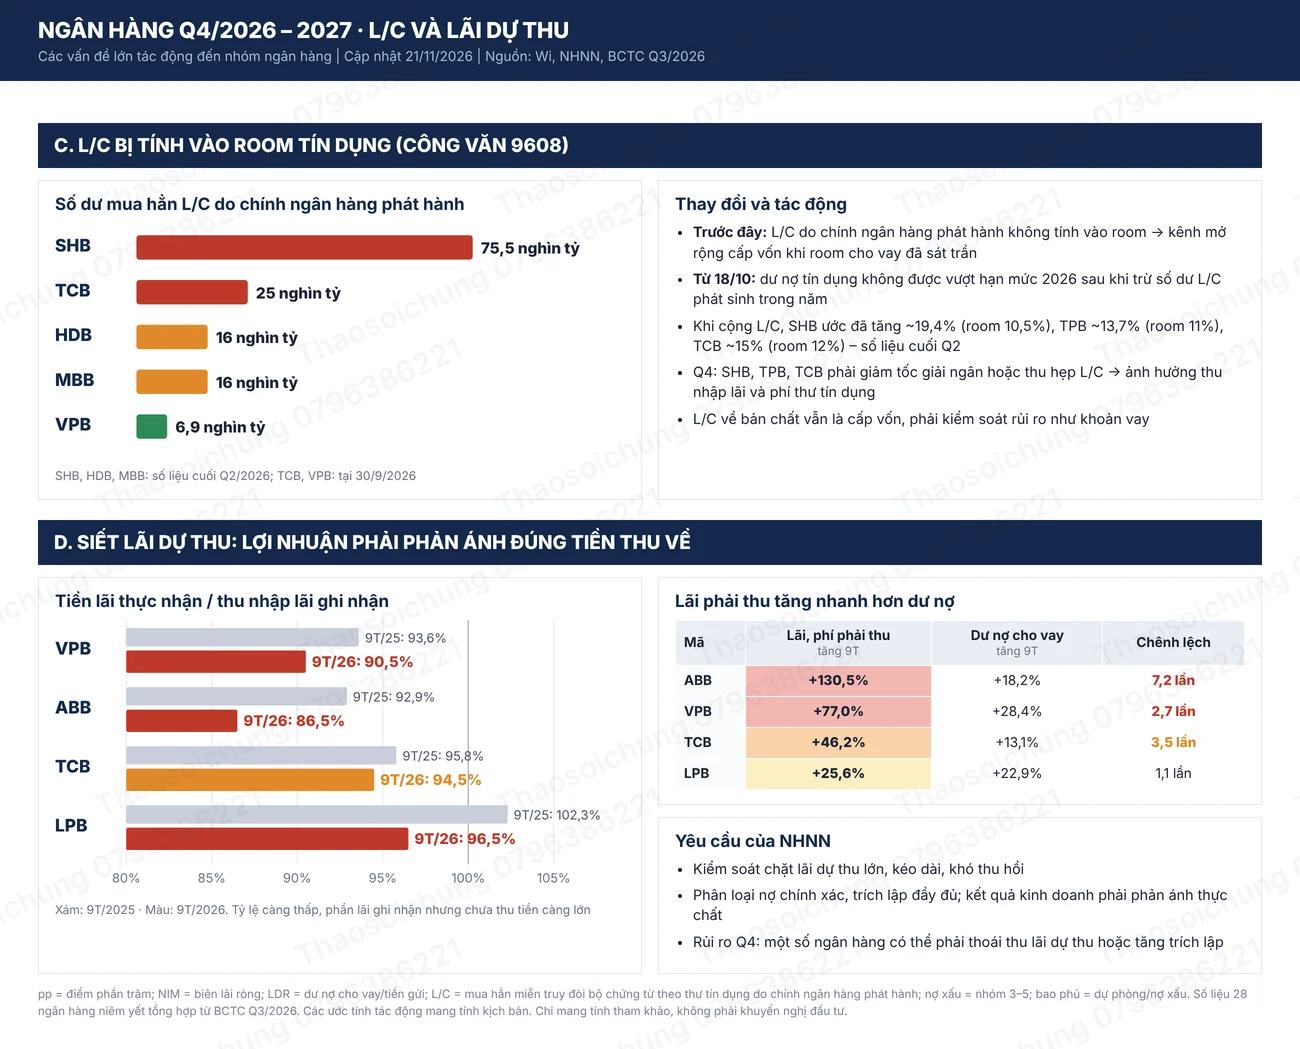 NGÂN HÀNG Q4/2026 – 2027 · L/C VÀ LÃI DỰ THU
Các vấn đề lớn tác động đến nhóm ngân hàng | Cập nhật 21/11/2026 | Nguồn: Wi, NHNN, BCTC Q3/2026
C. L/C BỊ TÍNH VÀO ROOM TÍN DỤNG (CÔNG VĂN 9608)
Số dư mua hẳn L/C do chính ngân hàng phát hành
SHB
75,5 nghìn tỷ
TCB
25 nghìn tỷ
HDB
16 nghìn tỷ
MBB
16 nghìn tỷ
VPB
6,9 nghìn tỷ
SHB, HDB, MBB: số liệu cuối Q2/2026; TCB, VPB: tại 30/9/2026
Thay đổi và tác động
• Trước đây: L/C do chính ngân hàng phát hành không tính vào room → kênh mở
rộng cấp vốn khi room cho vay đã sát trần
• Từ 18/10: dư nợ tín dụng không được vượt hạn mức 2026 sau khi trừ số dư L/C
phát sinh trong năm
• Khi cộng L/C, SHB ước đã tăng ~19,4% (room 10,5%), TPB ~13,7% (room 11%),
TCB ~15% (room 12%) – số liệu cuối Q2
• Q4: SHB, TPB, TCB phải giảm tốc giải ngân hoặc thu hẹp L/C → ảnh hưởng thu
nhập lãi và phí thư tín dụng
• L/C về bản chất vẫn là cấp vốn, phải kiểm soát rủi ro như khoản vay
D. SIẾT LÃI DỰ THU: LỢI NHUẬN PHẢI PHẢN ÁNH ĐÚNG TIỀN THU VỀ
Tiền lãi thực nhận / thu nhập lãi ghi nhận
VPB
9T/25: 93,6%
9T/26: 90,5%
ABB
9T/25: 92,9%
9T/26: 86,5%
TCB
9T/25: 95,8%
9T/26: 94,5%
LPB
9T/25: 102,3%
9T/26: 96,5%
80% 85% 90% 95% 100% 105%
Xám: 9T/2025 · Màu: 9T/2026. Tỷ lệ càng thấp, phần lãi ghi nhận nhưng chưa thu tiền càng lớn
Lãi phải thu tăng nhanh hơn dư nợ
Mã Lãi, phí phải thu Dư nợ cho vay Chênh lệch
tăng 9T tăng 9T
ABB +130,5% +18,2% 7,2 lần
VPB +77,0% +28,4% 2,7 lần
TCB +46,2% +13,1% 3,5 lần
LPB +25,6% +22,9% 1,1 lần
Yêu cầu của NHNN
• Kiểm soát chặt lãi dự thu lớn, kéo dài, khó thu hồi
• Phân loại nợ chính xác, trích lập đầy đủ; kết quả kinh doanh phải phản ánh thực
chất
• Rủi ro Q4: một số ngân hàng có thể phải thoái thu lãi dự thu hoặc tăng trích lập
pp = điểm phần trăm; NIM = biên lãi ròng; LDR = dư nợ cho vay/tiền gửi; L/C = mua hẳn miễn truy đòi bộ chứng từ theo thư tín dụng do chính ngân hàng phát hành; nợ xấu = nhóm 3–5; bao phủ = dự phòng/nợ xấu. Số liệu 28
ngân hàng niêm yết tổng hợp từ BCTC Q3/2026. Các ước tính tác động mang tính kịch bản. Chỉ mang tính tham khảo, không phải khuyến nghị đầu tư.
Thaosoichung 0796386221